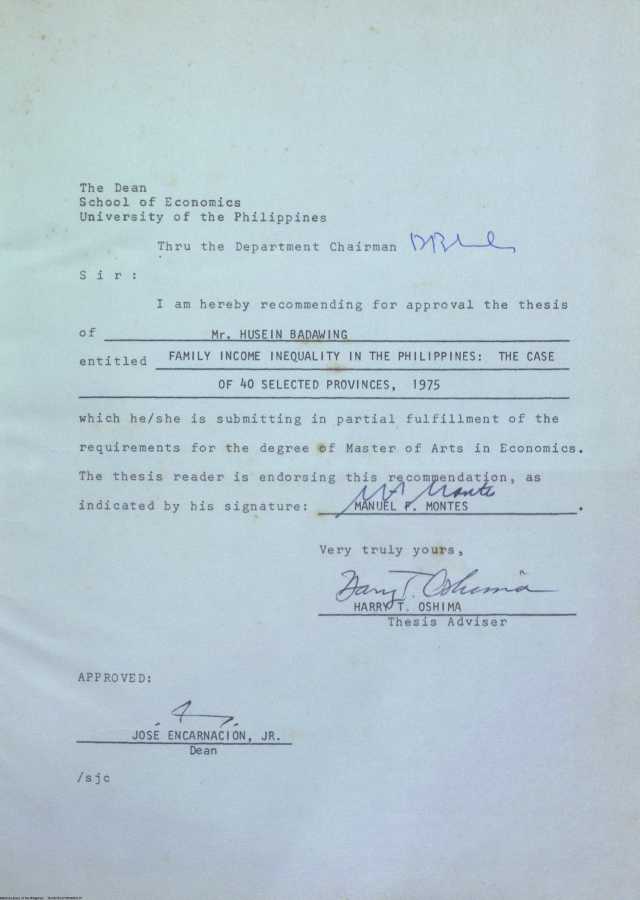 The Dean
School of Economics
University of the Philippines
Thru the Department Chairman
S i r :
I am hereby recommending for approval the thesis
of Mr. HUSEIN BADAWING
entitled FAMILY INCOME INEQUALITY IN THE PHILIPPINES: THE CASE
OF 40 SELECTED PROVINCES, 1975
which he/she is submitting in partial fulfillment of the
requirements for the degree of Master of Arts in Economics.
The thesis reader is endorsing this recommendation, as
indicated by his signature: MANUEL F. MONTES.
Very truly yours,
Harry T. Oshima
HARRY T. OSHIMA
Thesis Adviser
APPROVED:
JOSÉ ENCARNACIÓN, JR.
Dean
/sjc